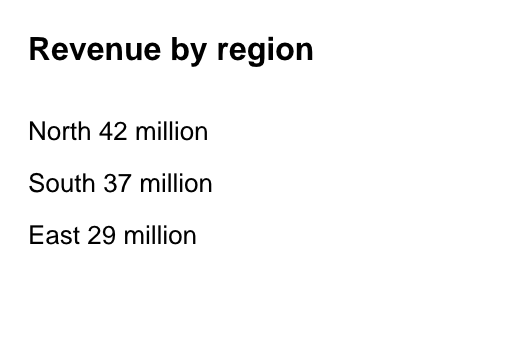 Revenue by region
North 42 million
South 37 million
East 29 million